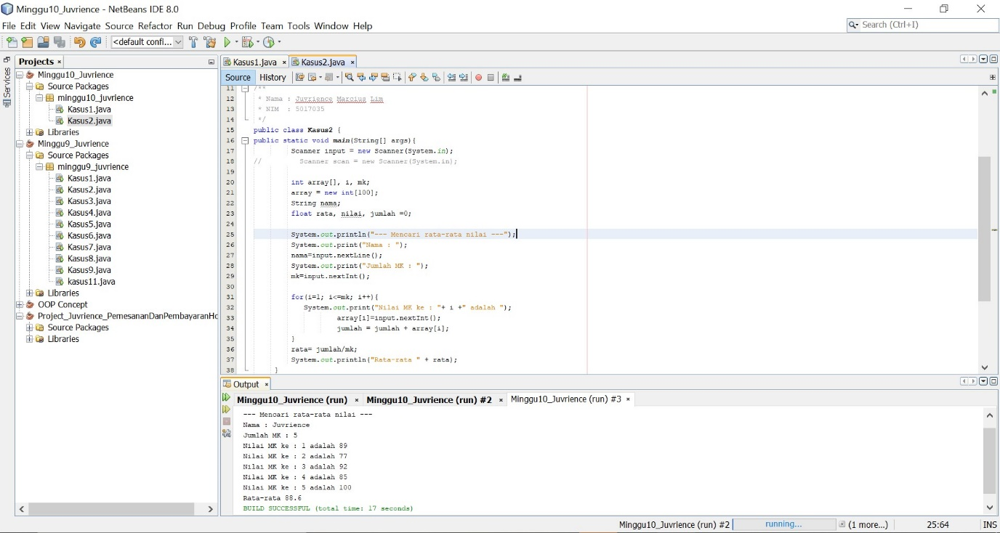 Minggu10_Juvrience - NetBeans IDE 8.0
File Edit View Navigate Source Refactor Run Debug Profile Team Tools Window Help
Search (Ctrl+I)
<default confi...
Services
Projects ×
Minggu10_Juvrience
Source Packages
minggu10_juvrience
Kasus1.java
Kasus2.java
Libraries
Minggu9_Juvrience
Source Packages
minggu9_juvrience
Kasus1.java
Kasus2.java
Kasus3.java
Kasus4.java
Kasus5.java
Kasus6.java
Kasus7.java
Kasus8.java
Kasus9.java
kasus11.java
Libraries
OOP Concept
Project_Juvrience_PemesananDanPembayaranHo
Source Packages
Libraries
Kasus1.java × Kasus2.java ×
Source History
11 /**
12 * Nama : Juvrience Marcius Lim
13 * NIM : 5017035
14 */
15 public class Kasus2 {
16 public static void main(String[] args){
17 Scanner input = new Scanner(System.in);
18 // Scanner scan = new Scanner(System.in);
19
20 int array[], i, mk;
21 array = new int[100];
22 String nama;
23 float rata, nilai, jumlah =0;
24
25 System.out.println("--- Mencari rata-rata nilai ---");
26 System.out.print("Nama : ");
27 nama=input.nextLine();
28 System.out.print("Jumlah MK : ");
29 mk=input.nextInt();
30
31 for(i=1; i<=mk; i++){
32 System.out.print("Nilai MK ke : "+ i +" adalah ");
33 array[i]=input.nextInt();
34 jumlah = jumlah + array[i];
35 }
36 rata= jumlah/mk;
37 System.out.println("Rata-rata " + rata);
38 }
Output ×
Minggu10_Juvrience (run) × Minggu10_Juvrience (run) #2 × Minggu10_Juvrience (run) #3 ×
--- Mencari rata-rata nilai ---
Nama : Juvrience
Jumlah MK : 5
Nilai MK ke : 1 adalah 89
Nilai MK ke : 2 adalah 77
Nilai MK ke : 3 adalah 92
Nilai MK ke : 4 adalah 85
Nilai MK ke : 5 adalah 100
Rata-rata 88.6
BUILD SUCCESSFUL (total time: 17 seconds)
Minggu10_Juvrience (run) #2 running... (1 more...) 25:64 INS